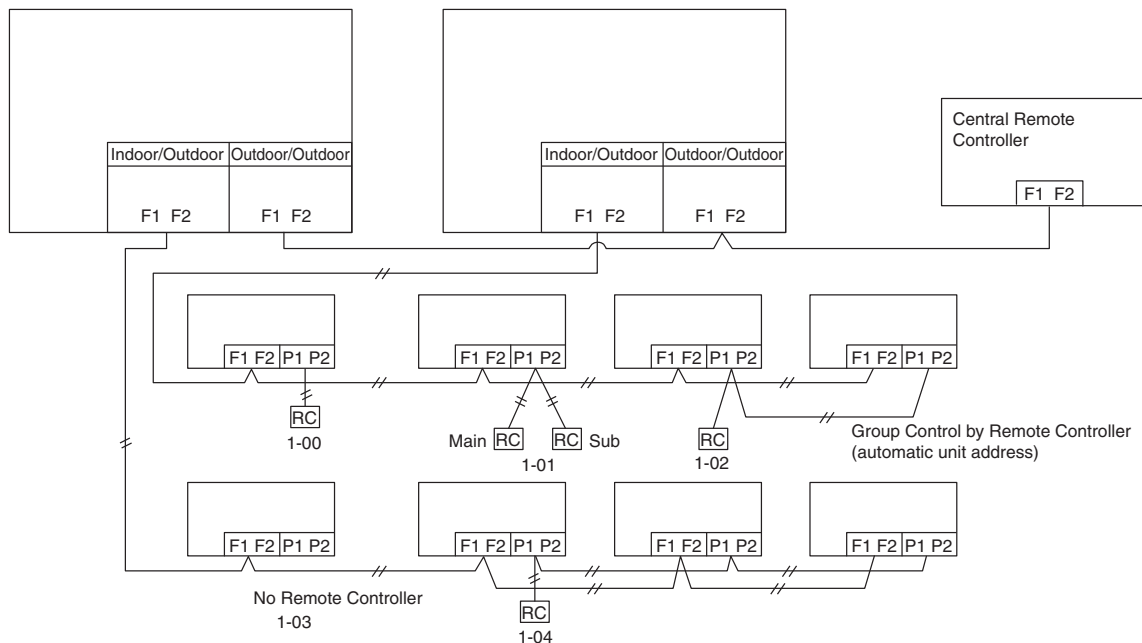 Indoor/Outdoor Outdoor/Outdoor
F1 F2 F1 F2
Indoor/Outdoor Outdoor/Outdoor
F1 F2 F1 F2
Central Remote
Controller
F1 F2
F1 F2 P1 P2
F1 F2 P1 P2
F1 F2 P1 P2
F1 F2 P1 P2
RC
1-00
Main RC RC Sub
1-01
RC
1-02
Group Control by Remote Controller
(automatic unit address)
F1 F2 P1 P2
F1 F2 P1 P2
F1 F2 P1 P2
F1 F2 P1 P2
No Remote Controller
1-03
RC
1-04